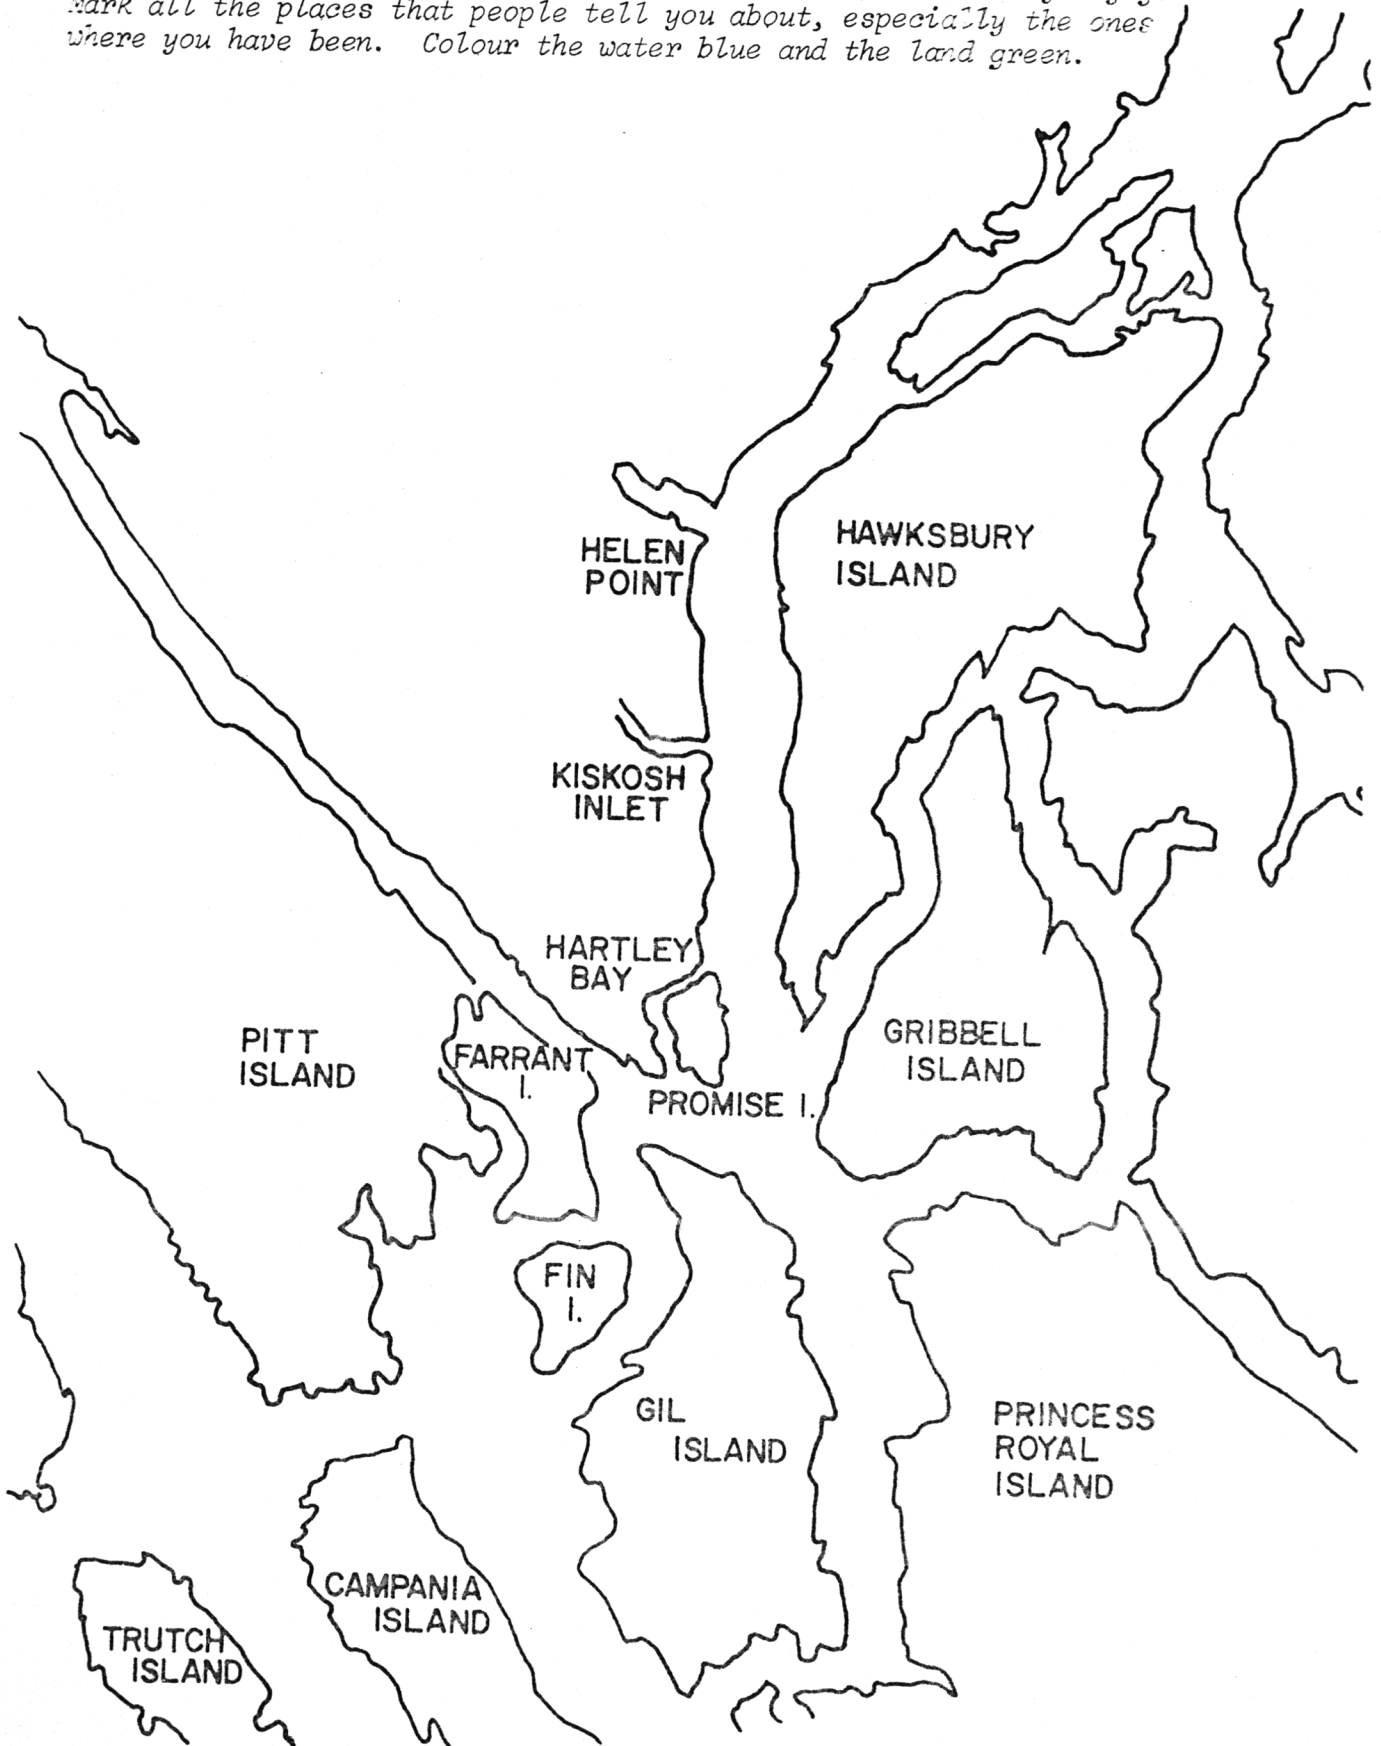 Mark all the places that people tell you about, especially the ones
where you have been. Colour the water blue and the land green.
HAWKSBURY
ISLAND
HELEN
POINT
KISKOSH
INLET
HARTLEY
BAY
PITT
ISLAND
FARRANT
I.
GRIBBELL
ISLAND
PROMISE I.
FIN
I.
GIL
ISLAND
PRINCESS
ROYAL
ISLAND
CAMPANIA
ISLAND
TRUTCH
ISLAND